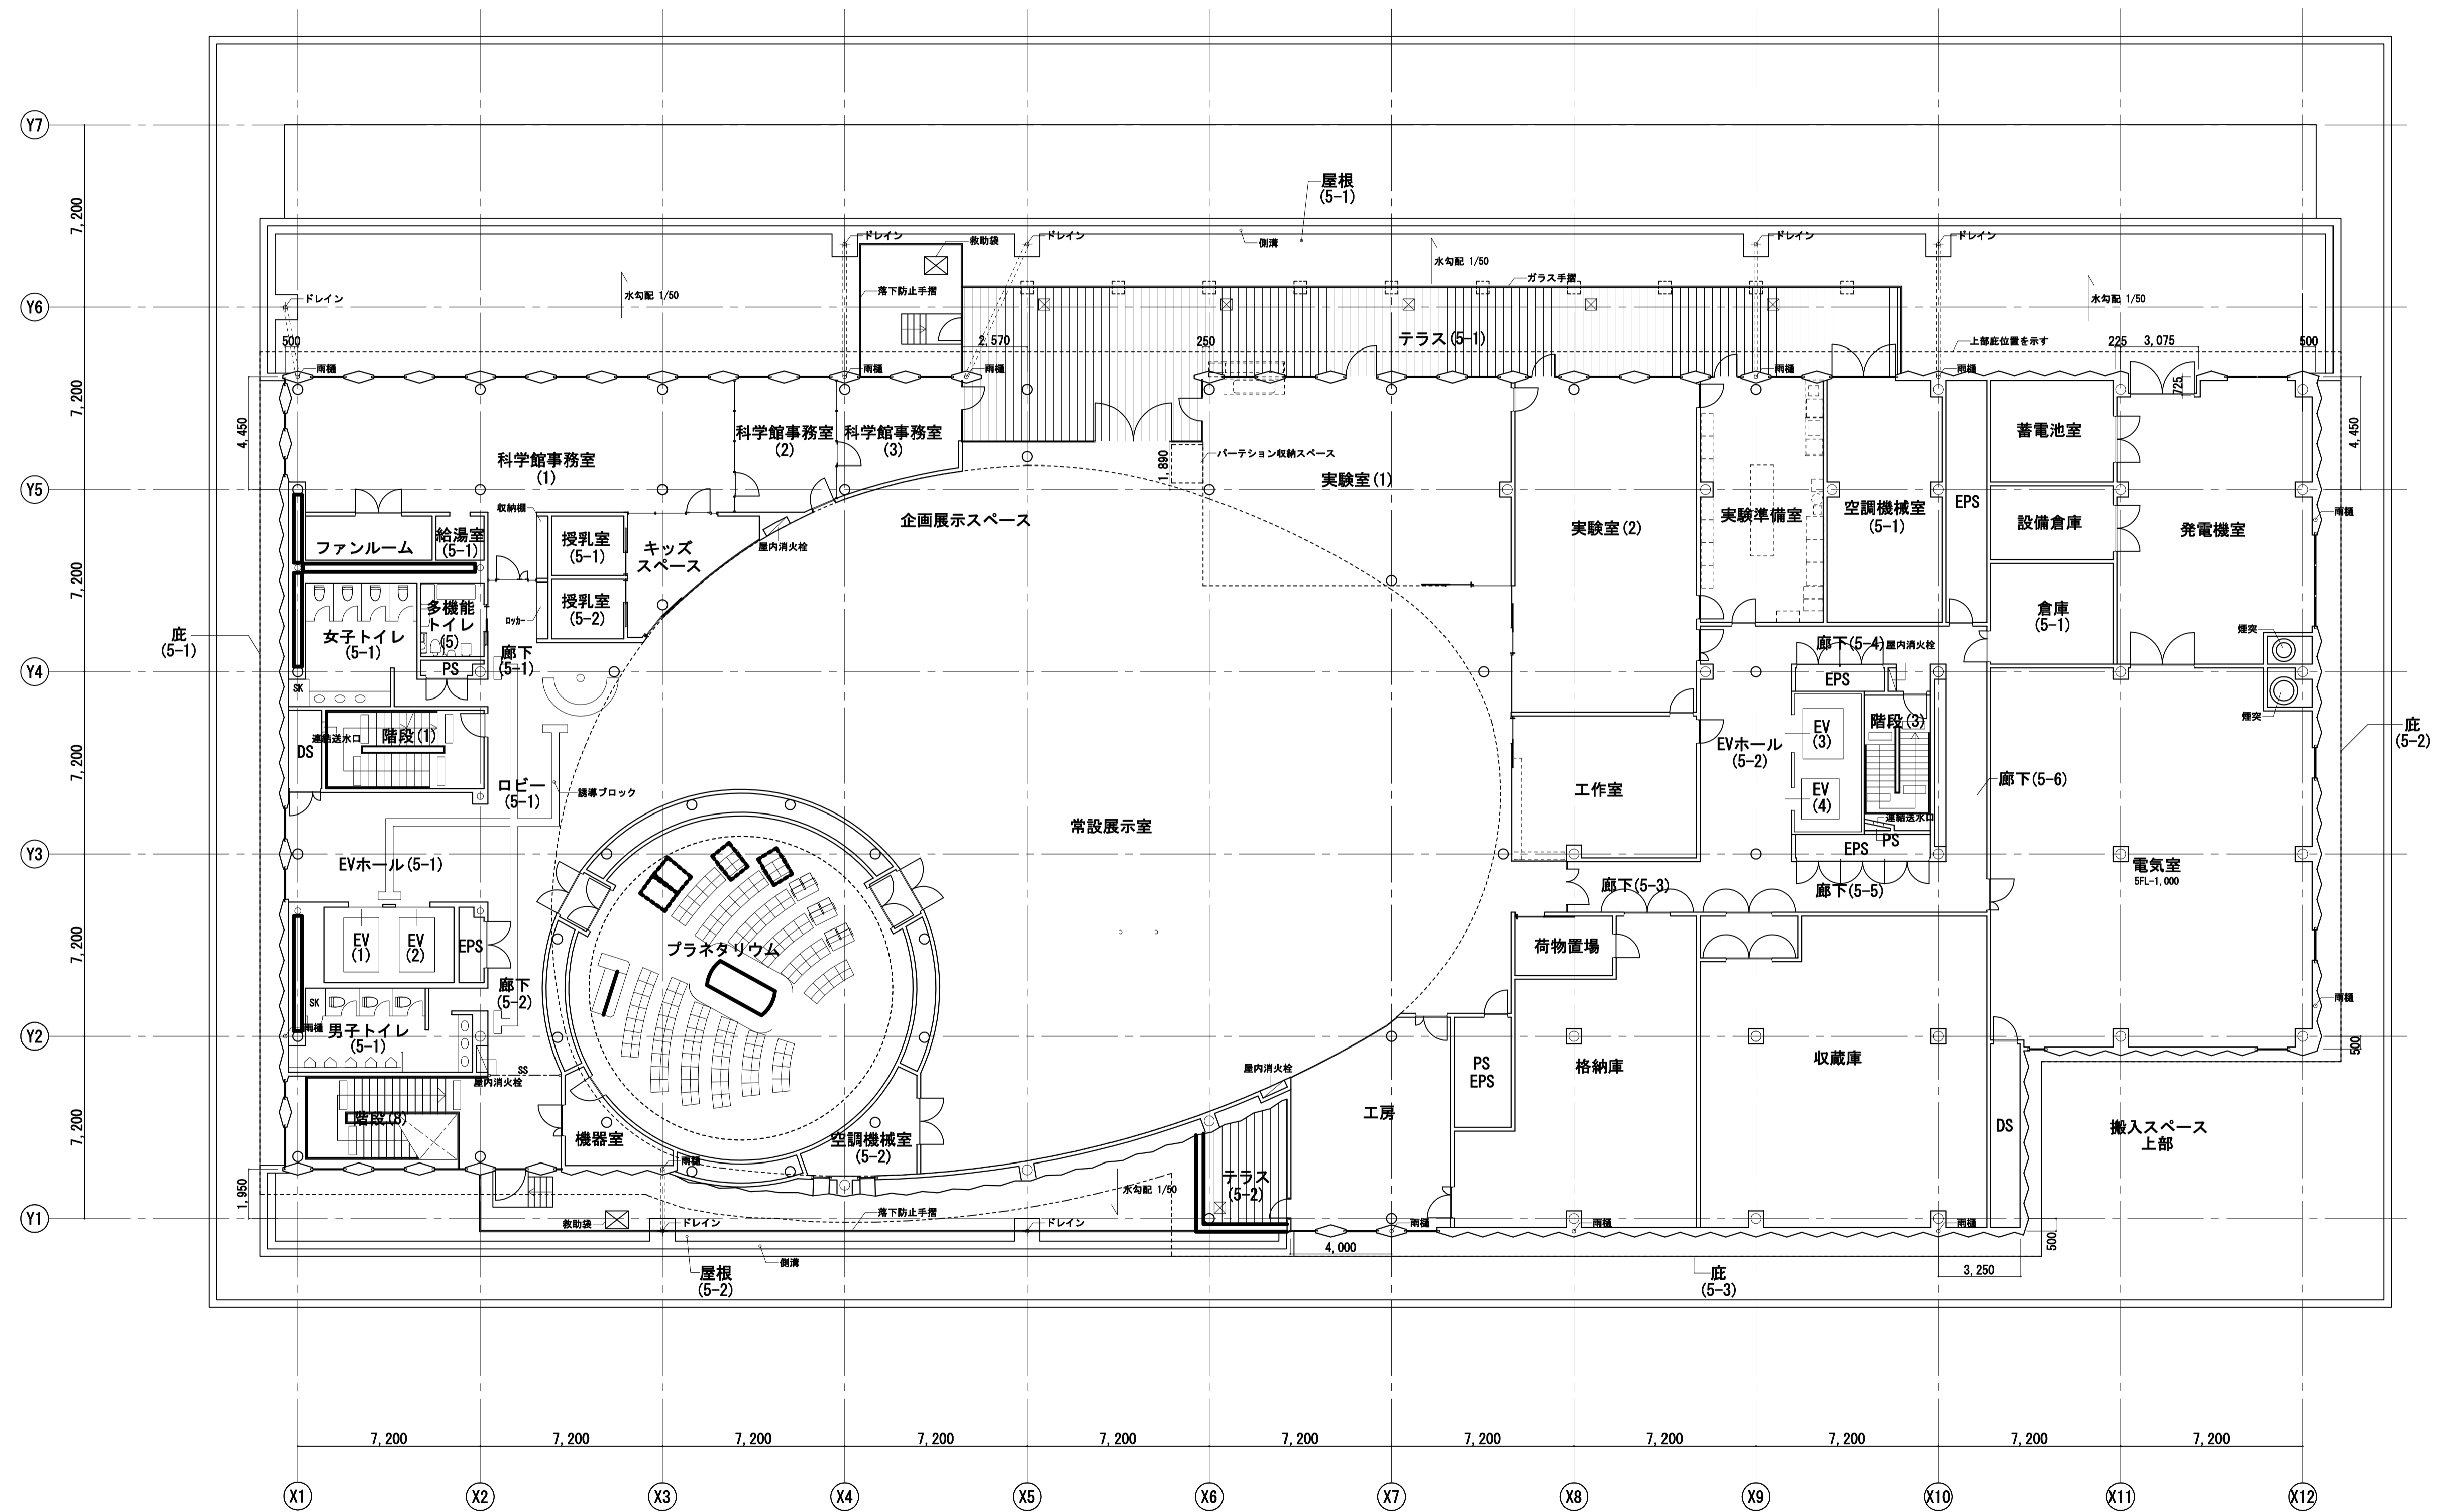 Y7
7,200
屋根
(5-1)
ドレイン
救助袋
ドレイン
側溝
ドレイン
ドレイン
水勾配 1/50
水勾配 1/50
ガラス手摺
落下防止手摺
ドレイン
水勾配 1/50
Y6
500
2,570
250
テラス(5-1)
上部庇位置を示す
225
3,075
500
雨樋
雨樋
雨樋
雨樋
雨樋
725
7,200
4,450
科学館事務室
(1)
科学館事務室
(2)
科学館事務室
(3)
1,890
パーテション収納スペース
実験室(1)
蓄電池室
4,450
Y5
収納棚
企画展示スペース
実験室(2)
実験準備室
空調機械室
(5-1)
EPS
設備倉庫
発電機室
雨樋
ファンルーム
給湯室
(5-1)
授乳室
(5-1)
キッズ
スペース
屋内消火栓
7,200
女子トイレ
(5-1)
多機能
トイレ
(5)
PS
ロッカー
授乳室
(5-2)
倉庫
(5-1)
煙突
庇
(5-1)
廊下
(5-1)
廊下(5-4)
屋内消火栓
EPS
Y4
SK
煙突
DS
連結送水口
階段(1)
EVホール
(5-2)
EV
(3)
階段(3)
庇
(5-2)
7,200
ロビー
(5-1)
誘導ブロック
工作室
EV
(4)
廊下(5-6)
常設展示室
連結送水口
PS
EPS
Y3
EVホール(5-1)
電気室
5FL-1,000
廊下(5-3)
廊下(5-5)
EV
(1)
EV
(2)
EPS
プラネタリウム
荷物置場
7,200
廊下
(5-2)
SK
雨樋
男子トイレ
(5-1)
雨樋
Y2
500
屋内消火栓
SS
屋内消火栓
PS
EPS
格納庫
収蔵庫
7,200
階段(8)
機器室
空調機械室
(5-2)
工房
DS
搬入スペース
上部
雨樋
テラス
(5-2)
1,950
水勾配 1/50
Y1
救助袋
ドレイン
落下防止手摺
ドレイン
雨樋
雨樋
雨樋
500
4,000
側溝
屋根
(5-2)
庇
(5-3)
3,250
7,200
7,200
7,200
7,200
7,200
7,200
7,200
7,200
7,200
7,200
7,200
X1
X2
X3
X4
X5
X6
X7
X8
X9
X10
X11
X12